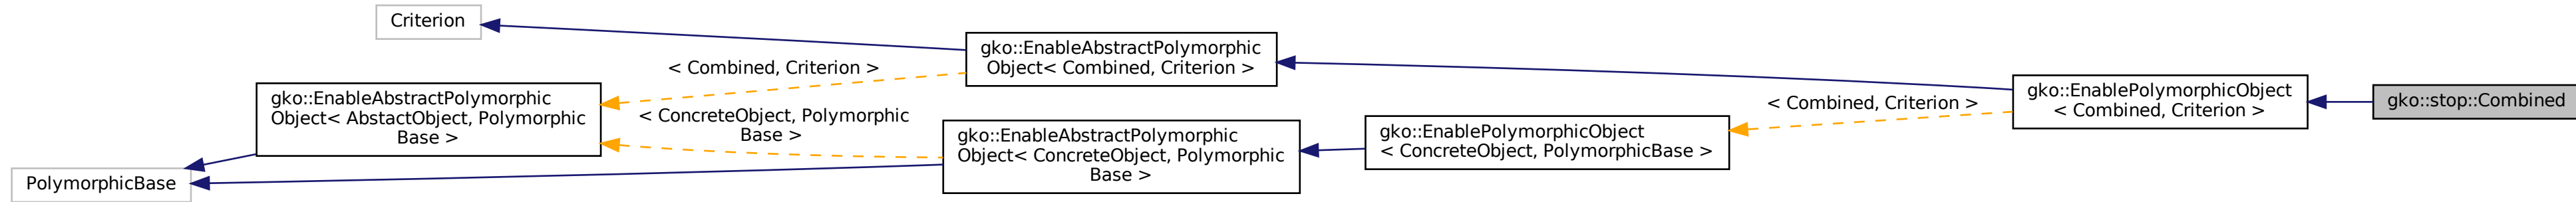 Criterion
gko::EnableAbstractPolymorphic
Object< Combined, Criterion >
< Combined, Criterion >
gko::EnableAbstractPolymorphic
Object< AbstactObject, Polymorphic
Base >
< ConcreteObject, Polymorphic
Base >
gko::EnableAbstractPolymorphic
Object< ConcreteObject, Polymorphic
Base >
PolymorphicBase
gko::EnablePolymorphicObject
< ConcreteObject, PolymorphicBase >
< Combined, Criterion >
gko::EnablePolymorphicObject
< Combined, Criterion >
gko::stop::Combined